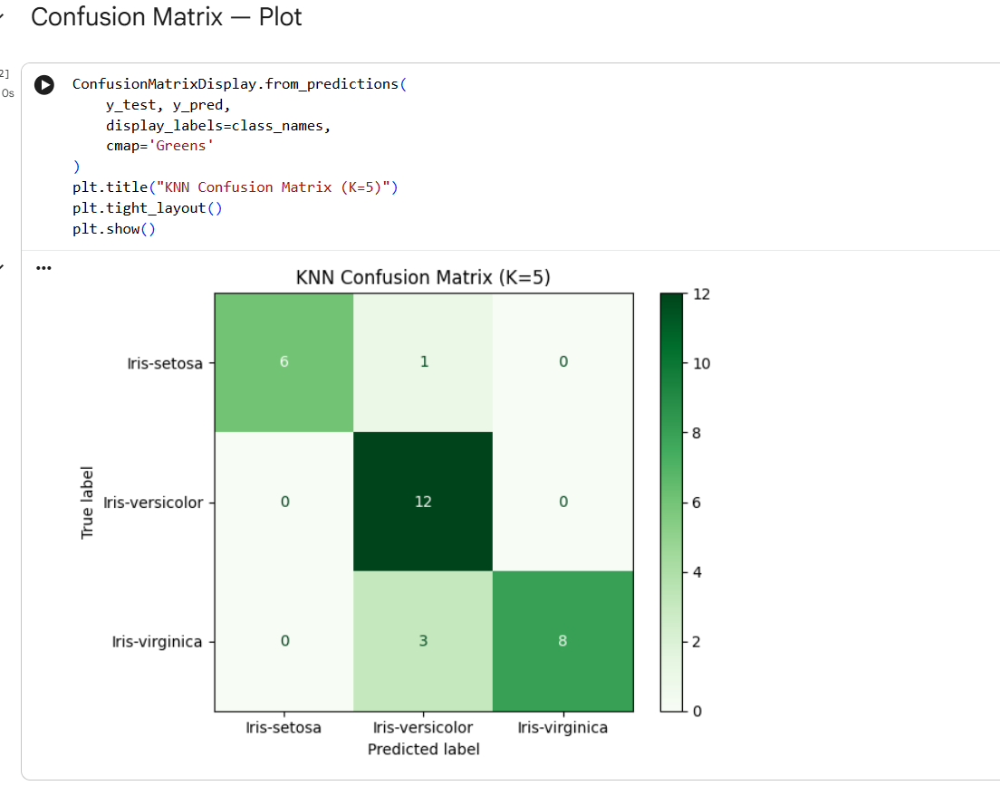 Confusion Matrix — Plot
2]
0s
ConfusionMatrixDisplay.from_predictions(
    y_test, y_pred,
    display_labels=class_names,
    cmap='Greens'
)
plt.title("KNN Confusion Matrix (K=5)")
plt.tight_layout()
plt.show()
KNN Confusion Matrix (K=5)
12
10
8
6
4
2
0
True label
Iris-setosa
6 1 0
Iris-versicolor
0 12 0
Iris-virginica
0 3 8
Iris-setosa Iris-versicolor Iris-virginica
Predicted label